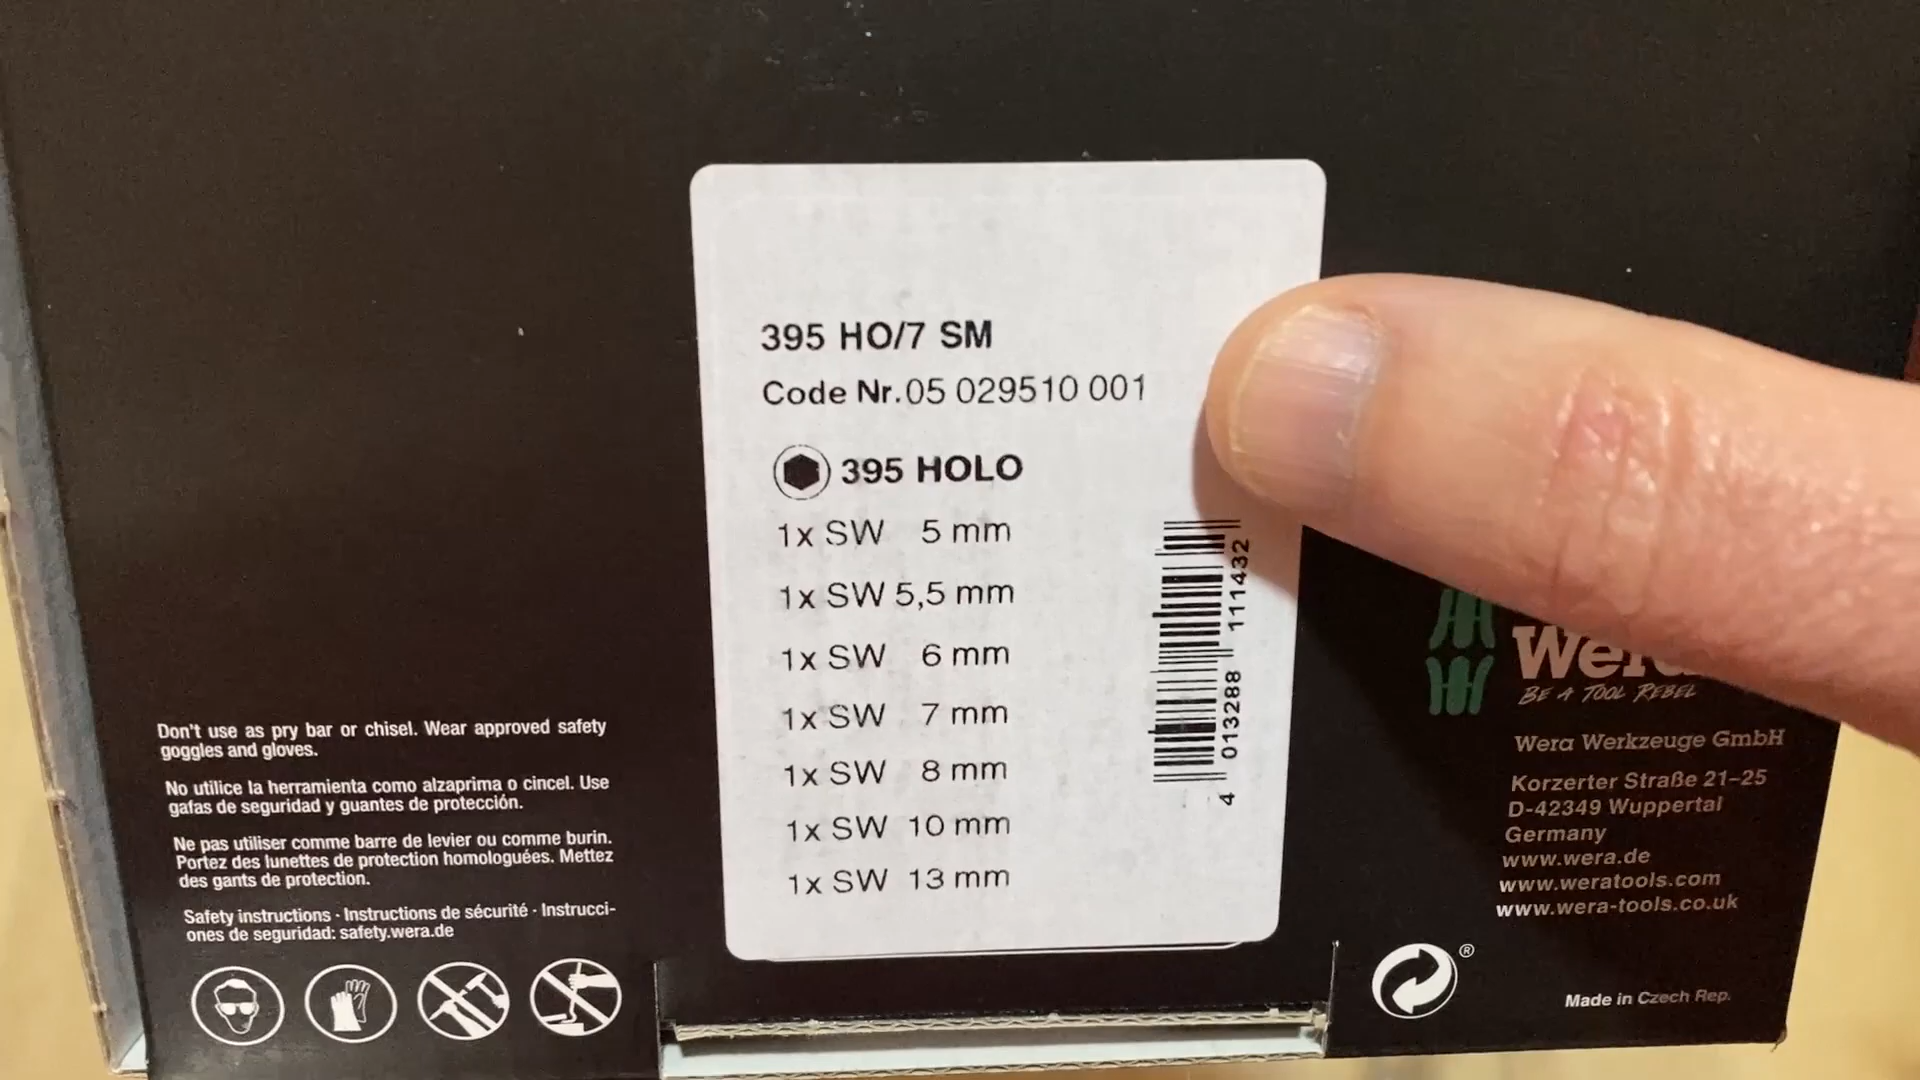 395 HO/7 SM
Code Nr.05 029510 001
395 HOLO
1x SW 5 mm
1x SW 5,5 mm
1x SW 6 mm
1x SW 7 mm
1x SW 8 mm
1x SW 10 mm
1x SW 13 mm
4 013288 111432
Don't use as pry bar or chisel. Wear approved safety
goggles and gloves.
No utilice la herramienta como alzaprima o cincel. Use
gafas de seguridad y guantes de protección.
Ne pas utiliser comme barre de levier ou comme burin.
Portez des lunettes de protection homologuées. Mettez
des gants de protection.
Safety instructions · Instructions de sécurité · Instrucci-
ones de seguridad: safety.wera.de
Wera
BE A TOOL REBEL
Wera Werkzeuge GmbH
Korzerter Straße 21-25
D-42349 Wuppertal
Germany
www.wera.de
www.weratools.com
www.wera-tools.co.uk
®
Made in Czech Rep.